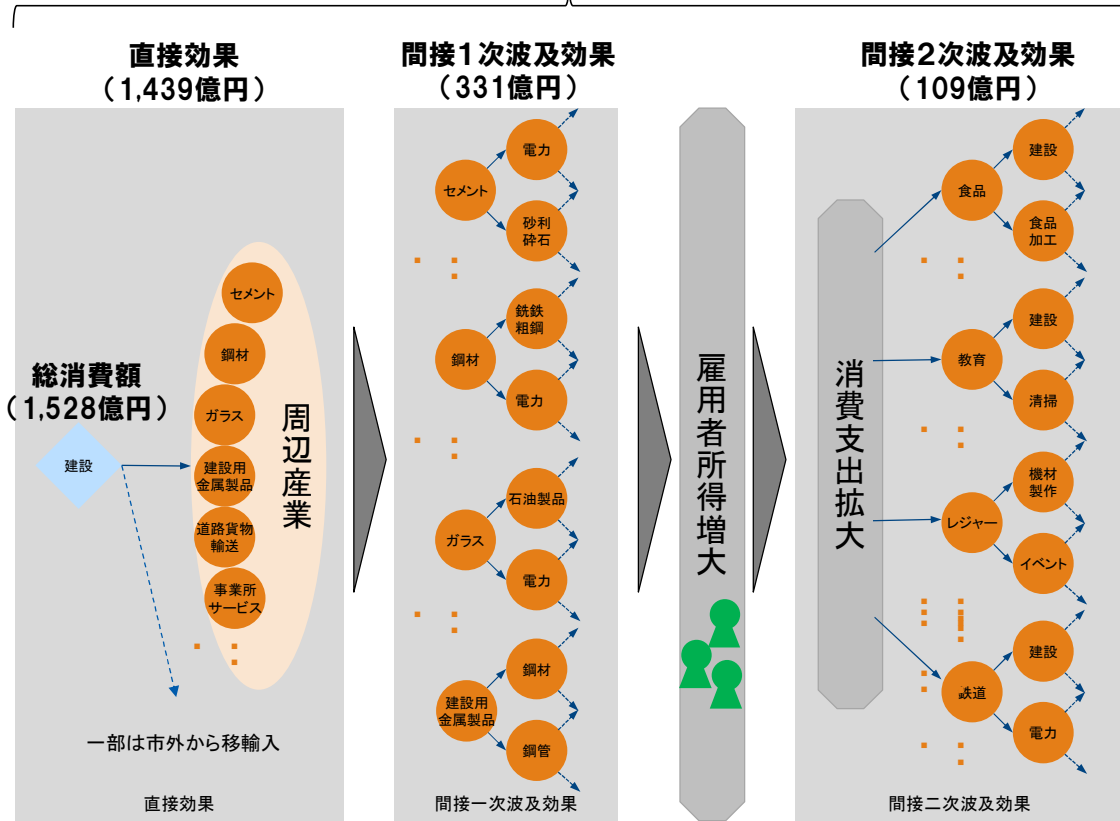 直接効果
（1,439億円）
間接１次波及効果
（331億円）
間接２次波及効果
（109億円）
総消費額
（1,528億円）
建設
セメント
鋼材
ガラス
建設用
金属製品
道路貨物
輸送
事業所
サービス
周辺産業
一部は市外から移輸入
直接効果
セメント
電力
砂利
砕石
鋼材
銑鉄
粗鋼
電力
ガラス
石油製品
電力
建設用
金属製品
鋼材
鋼管
間接一次波及効果
雇用者所得増大
消費支出拡大
食品
建設
食品
加工
教育
建設
清掃
レジャー
機材
製作
イベント
鉄道
建設
電力
間接二次波及効果